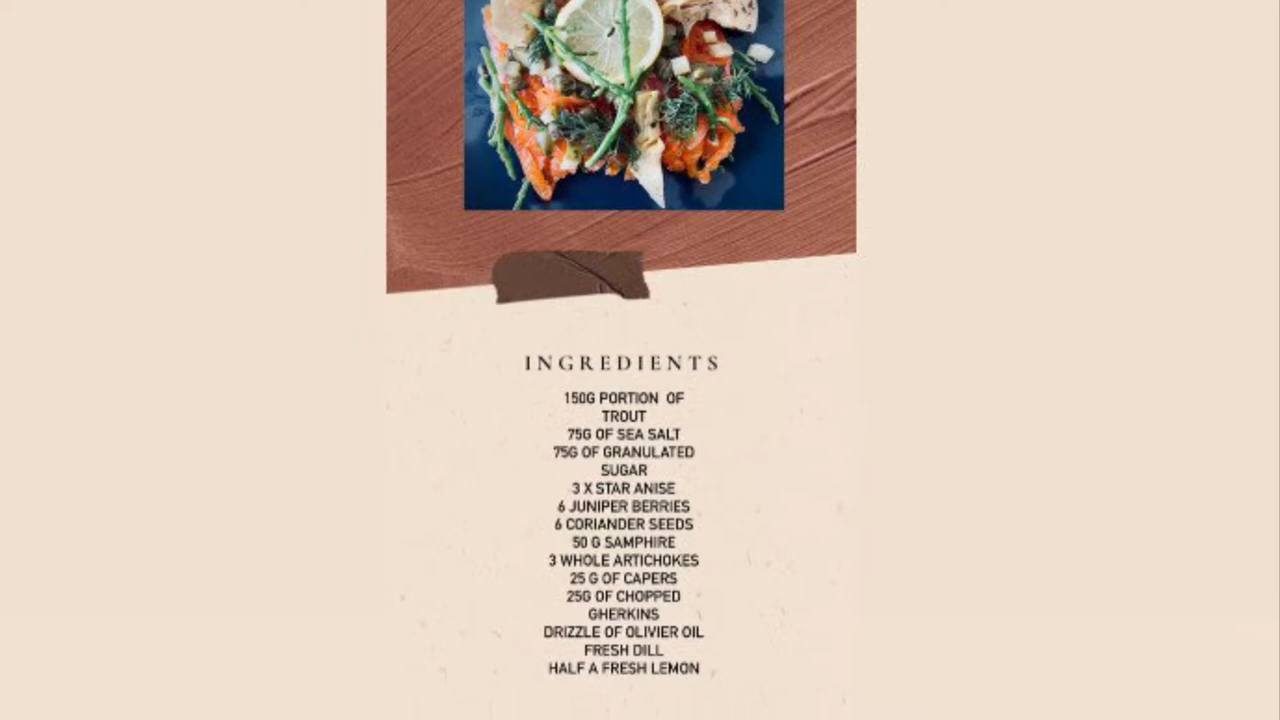 INGREDIENTS
150G PORTION OF
TROUT
75G OF SEA SALT
75G OF GRANULATED
SUGAR
3 X STAR ANISE
6 JUNIPER BERRIES
6 CORIANDER SEEDS
50 G SAMPHIRE
3 WHOLE ARTICHOKES
25 G OF CAPERS
25G OF CHOPPED
GHERKINS
DRIZZLE OF OLIVIER OIL
FRESH DILL
HALF A FRESH LEMON